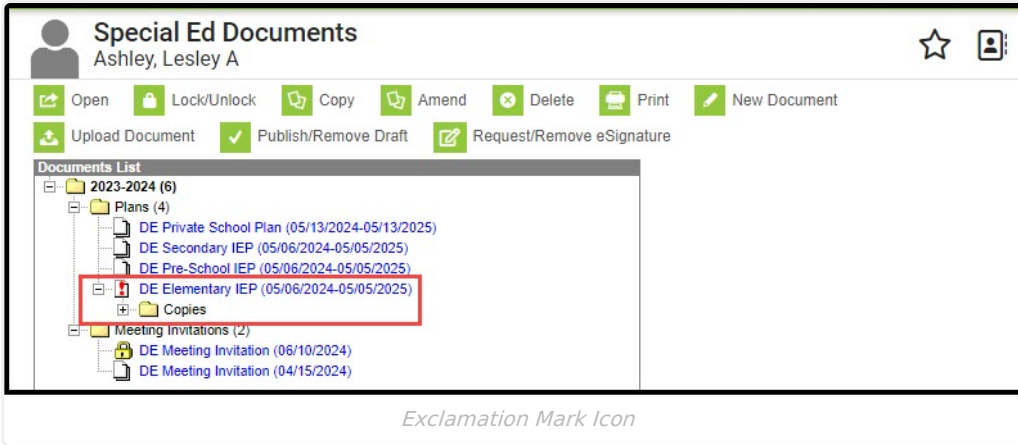 Special Ed Documents
Ashley, Lesley A
Open Lock/Unlock Copy Amend Delete Print New Document
Upload Document Publish/Remove Draft Request/Remove eSignature
Documents List
2023-2024 (6)
Plans (4)
DE Private School Plan (05/13/2024-05/13/2025)
DE Secondary IEP (05/06/2024-05/05/2025)
DE Pre-School IEP (05/06/2024-05/05/2025)
DE Elementary IEP (05/06/2024-05/05/2025)
Copies
Meeting Invitations (2)
DE Meeting Invitation (06/10/2024)
DE Meeting Invitation (04/15/2024)
Exclamation Mark Icon